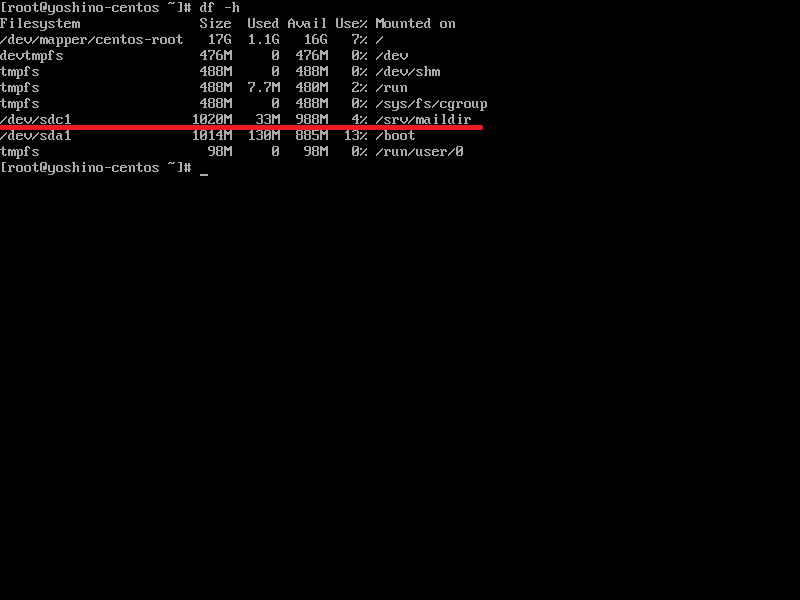 [root@yoshino-centos ~]# df -h
Filesystem               Size  Used Avail Use% Mounted on
/dev/mapper/centos-root   17G  1.1G   16G   7% /
devtmpfs                 476M     0  476M   0% /dev
tmpfs                    488M     0  488M   0% /dev/shm
tmpfs                    488M  7.7M  480M   2% /run
tmpfs                    488M     0  488M   0% /sys/fs/cgroup
/dev/sdc1               1020M   33M  988M   4% /srv/maildir
/dev/sda1               1014M  130M  885M  13% /boot
tmpfs                     98M     0   98M   0% /run/user/0
[root@yoshino-centos ~]# _